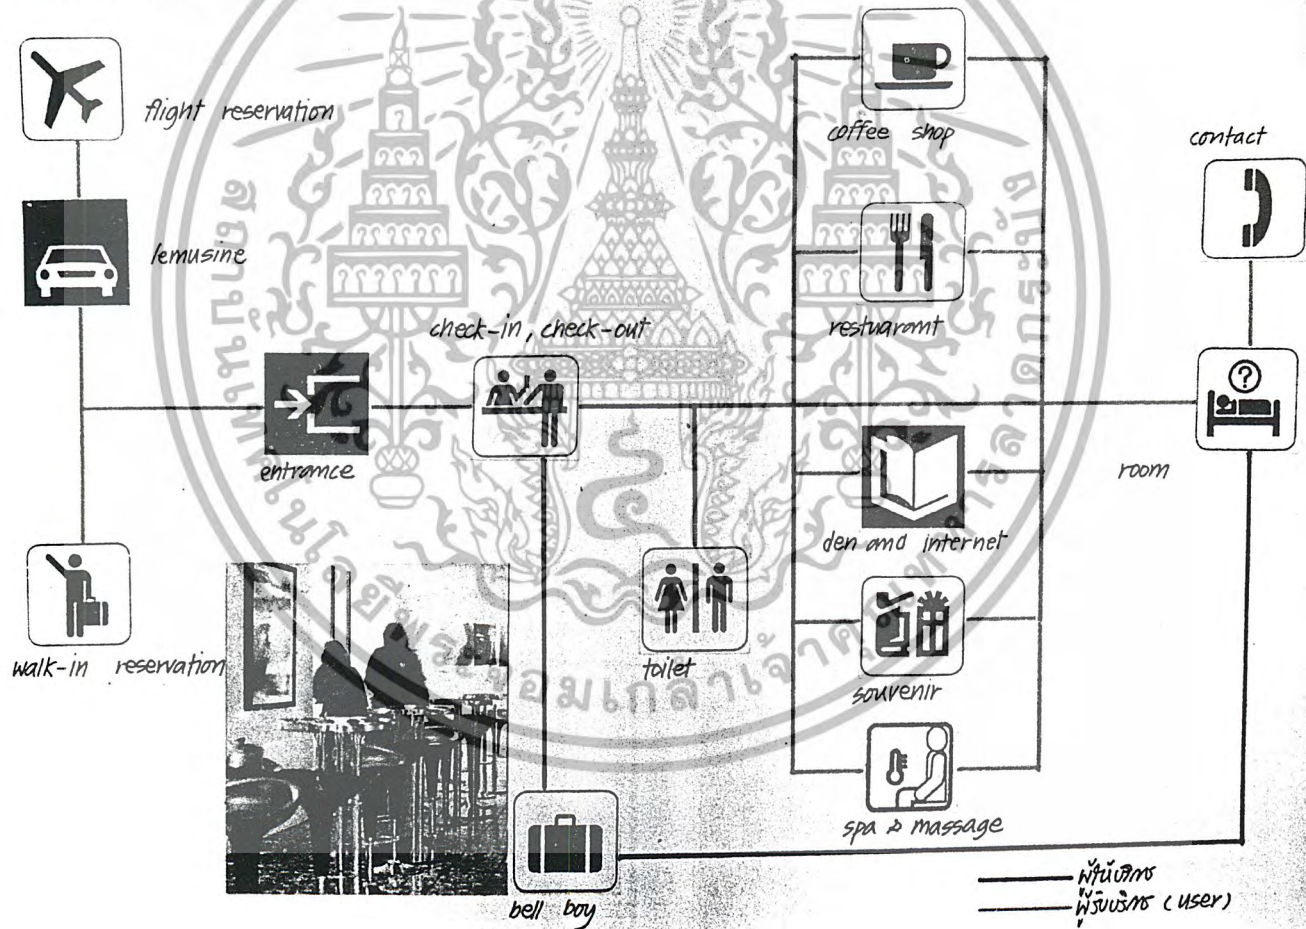 flight reservation
lemusine
walk-in reservation
entrance
check-in, check-out
bell boy
toilet
coffee shop
restuaramt
den and internet
souvenir
spa & massage
contact
room
ผู้ให้บริการ
ผู้รับบริการ (user)